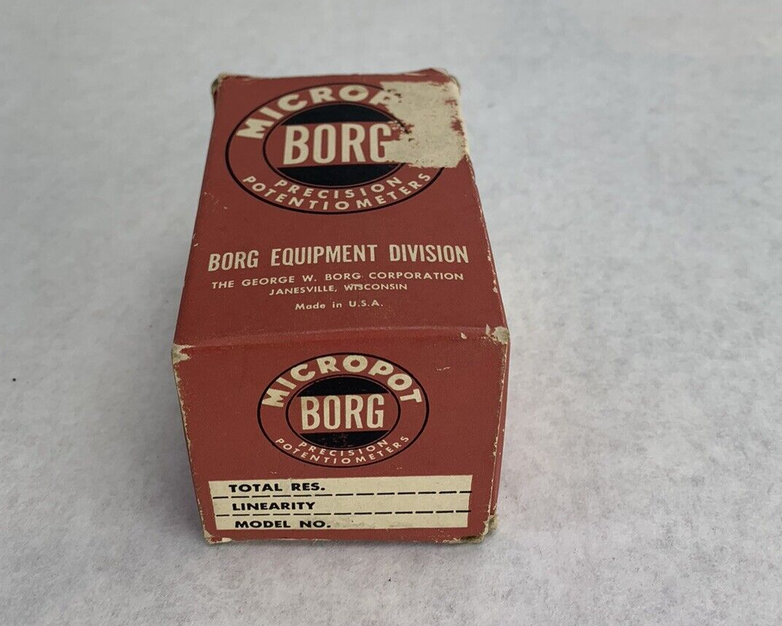 MICROP
BORG
PRECISION
POTENTIOMETERS
BORG EQUIPMENT DIVISION
THE GEORGE W. BORG CORPORATION
JANESVILLE, WISCONSIN
Made in U.S.A.
MICROPOT
BORG
PRECISION
POTENTIOMETERS
TOTAL RES.
LINEARITY
MODEL NO.